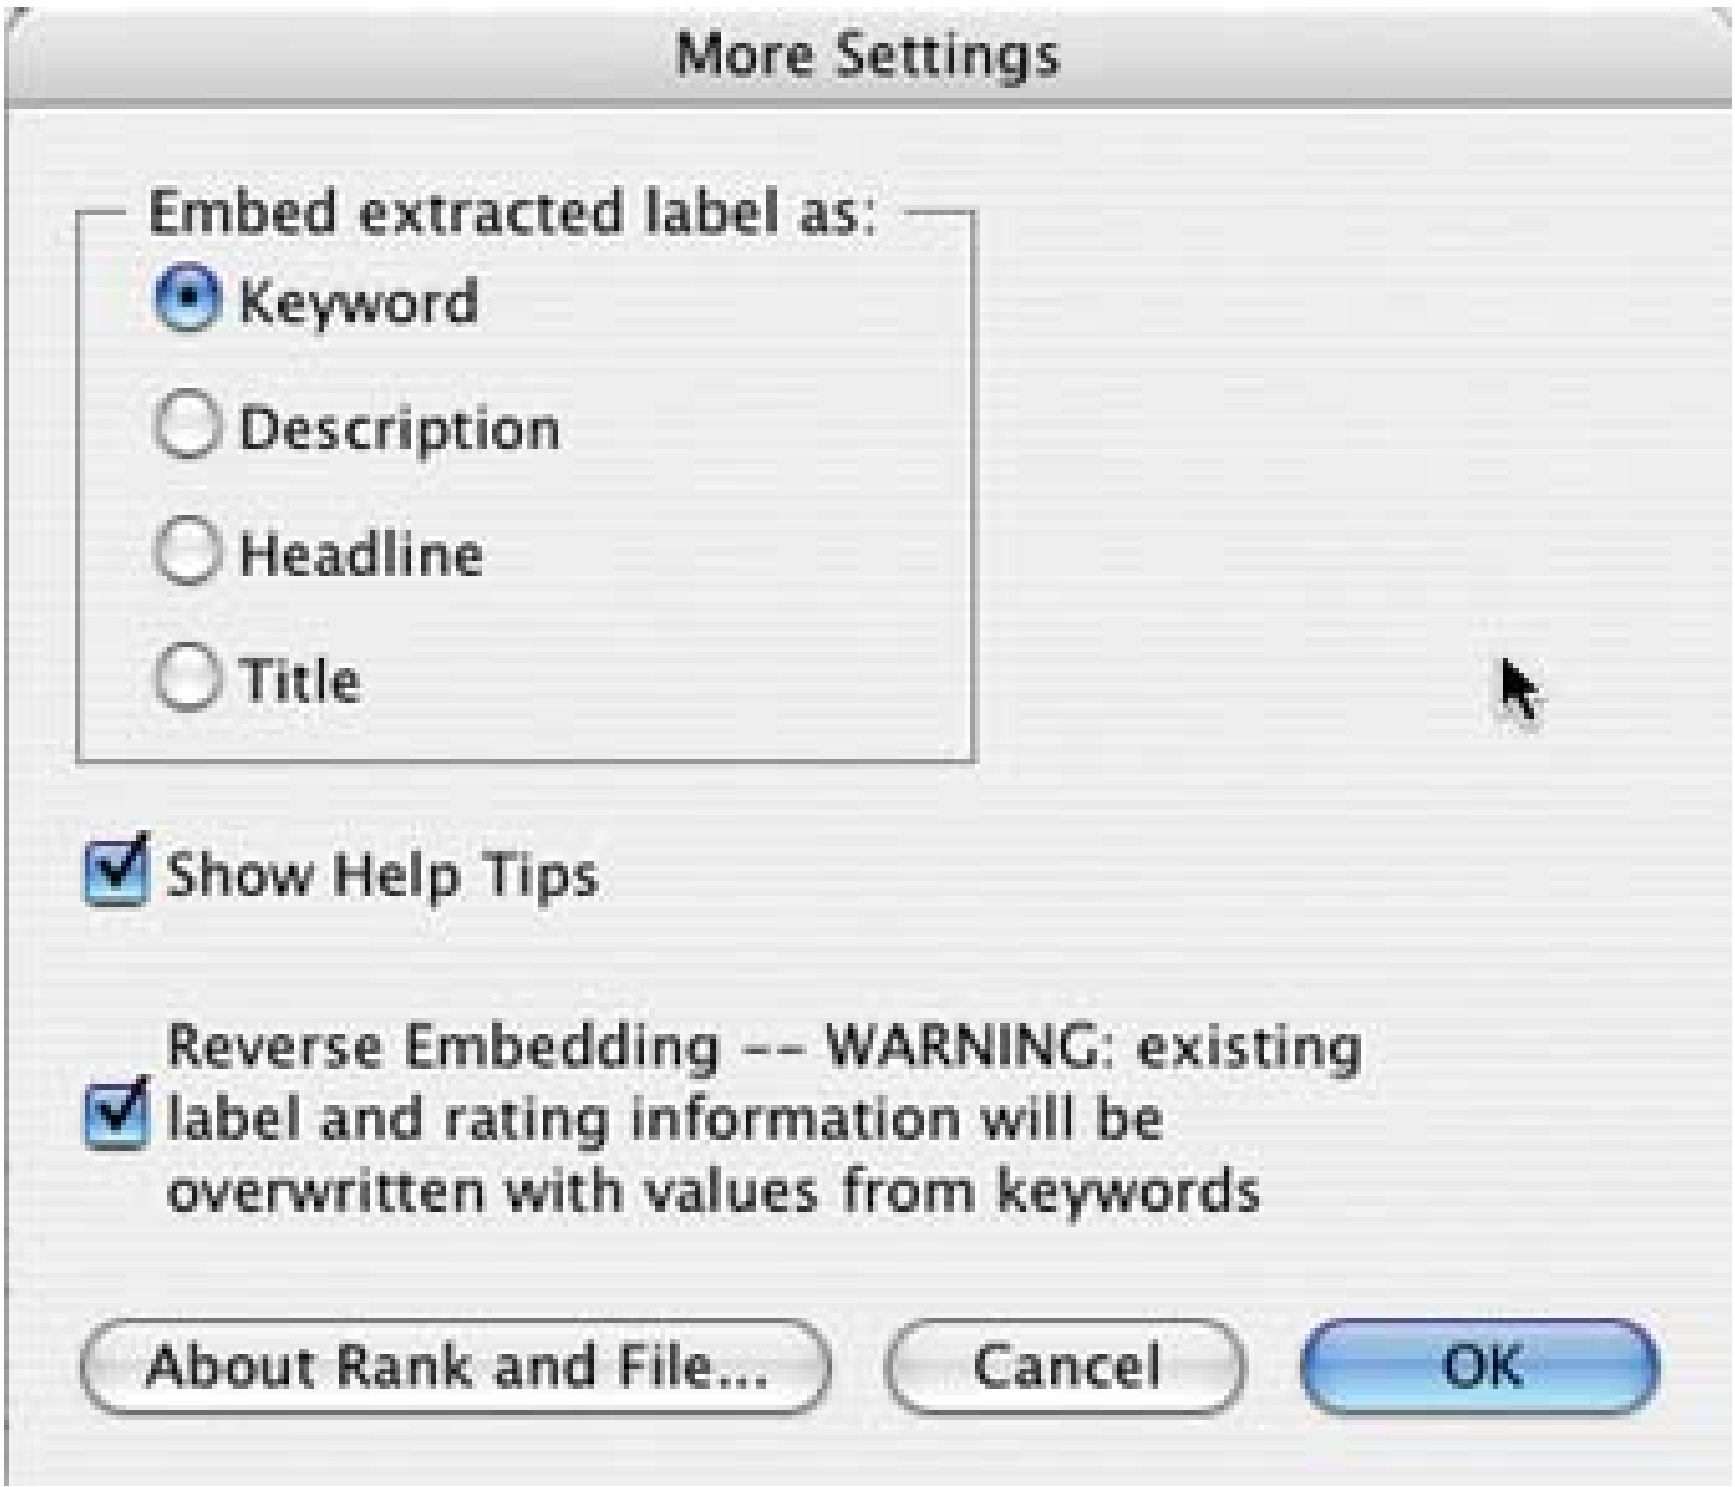 More Settings
Embed extracted label as:
Keyword
Description
Headline
Title
Show Help Tips
Reverse Embedding -- WARNING: existing
label and rating information will be
overwritten with values from keywords
About Rank and File...
Cancel
OK